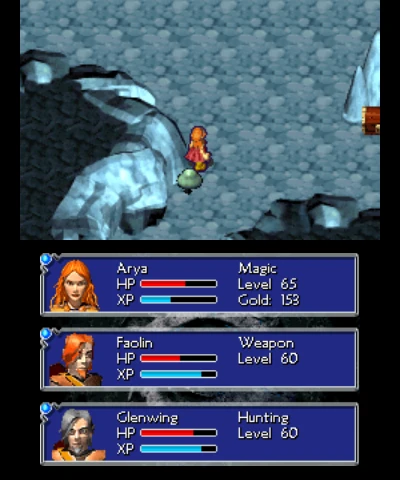 Arya Magic
HP Level 65
XP Gold: 153
Faolin Weapon
HP Level 60
XP
Glenwing Hunting
HP Level 60
XP